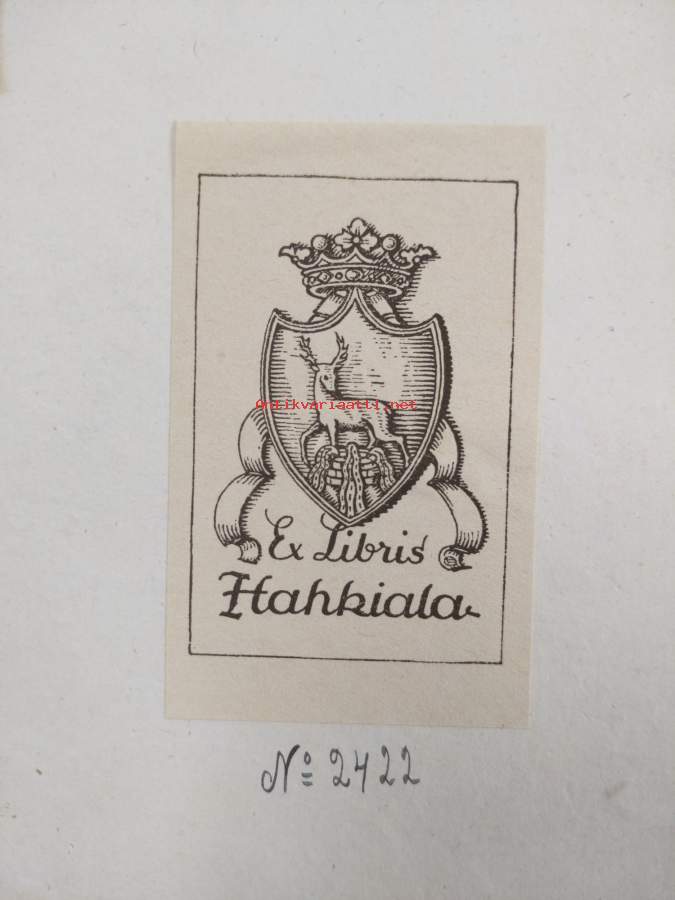 Antikvariaatti.net
Ex Libris
Hahkiala
No 2422